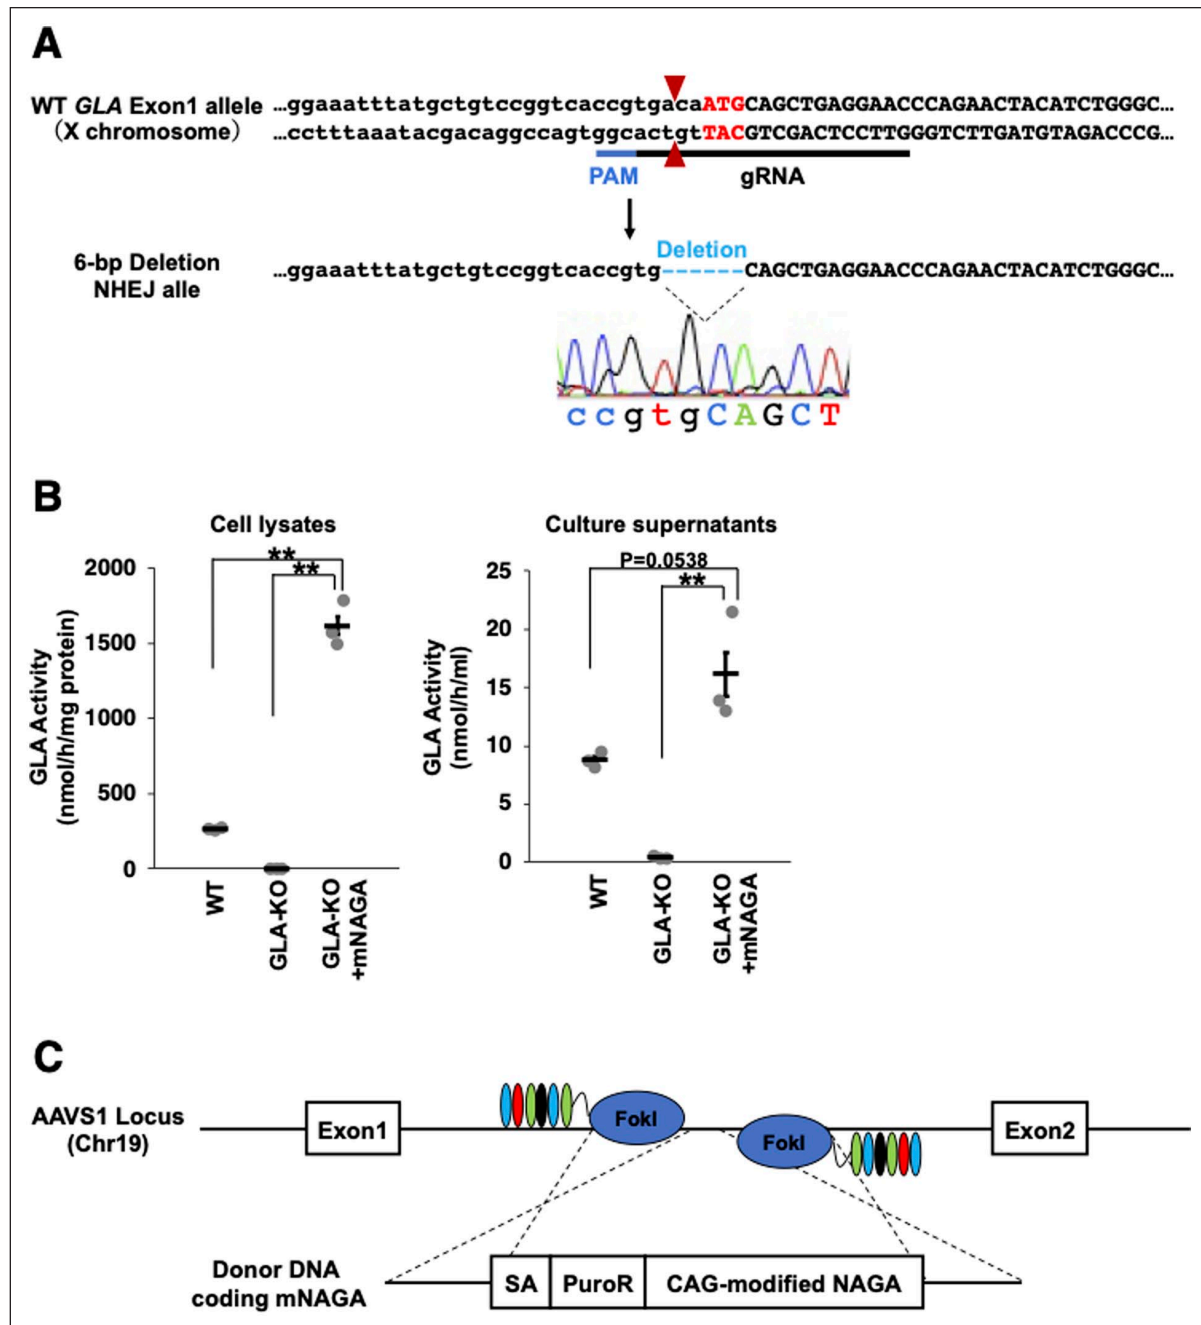 A
WT GLA Exon1 allele
(X chromosome)
…ggaaatttatgctgtccggtcaccgtgacaATGCAGCTGAGGAACCCAGAACTACATCTGGGC…
…cctttaaatacgacaggccagtggcactgtTACGTCGACTCCTTGGGTCTTGATGTAGACCCG…
PAM
gRNA
Deletion
6-bp Deletion
NHEJ alle
…ggaaatttatgctgtccggtcaccgtg------CAGCTGAGGAACCCAGAACTACATCTGGGC…
ccgtgCAGCT
B
Cell lysates
GLA Activity
(nmol/h/mg protein)
2000
1500
1000
500
0
**
**
WT
GLA-KO
GLA-KO
+mNAGA
Culture supernatants
GLA Activity
(nmol/h/ml)
25
20
15
10
5
0
P=0.0538
**
WT
GLA-KO
GLA-KO
+mNAGA
C
AAVS1 Locus
(Chr19)
Exon1
FokI
FokI
Exon2
Donor DNA
coding mNAGA
SA
PuroR
CAG-modified NAGA